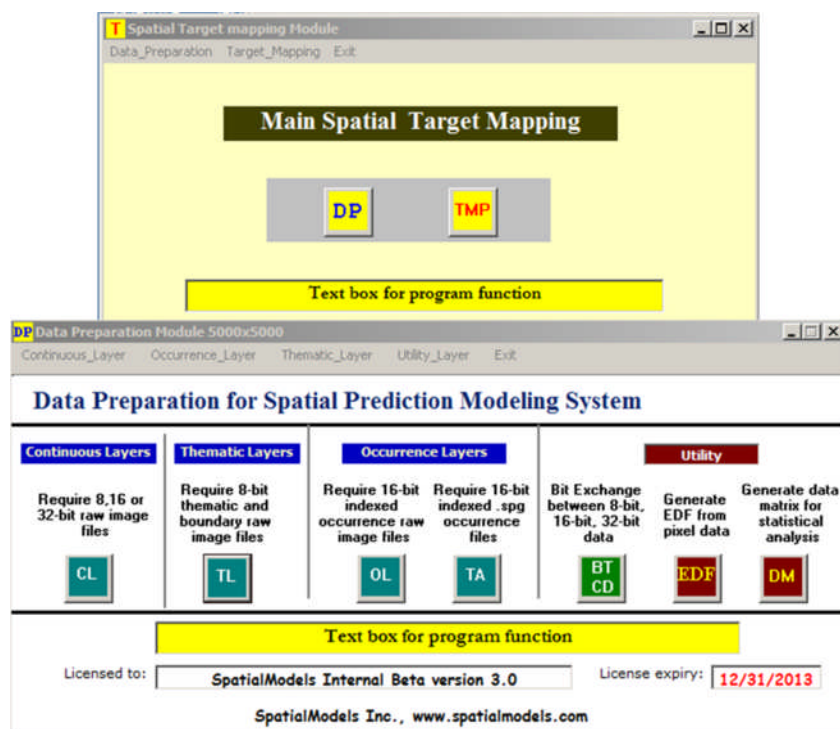 T Spatial Target mapping Module
Data_Preparation Target_Mapping Exit
Main Spatial Target Mapping
DP TMP
Text box for program function
DP Data Preparation Module 5000x5000
Continuous_Layer Occurrence_Layer Thematic_Layer Utility_Layer Exit
Data Preparation for Spatial Prediction Modeling System
Continuous Layers
Require 8,16 or
32-bit raw image
files
CL
Thematic Layers
Require 8-bit
thematic and
boundary raw
image files
TL
Occurrence Layers
Require 16-bit
indexed
occurrence raw
image files
OL
Require 16-bit
indexed .spg
occurrence
files
TA
Utility
Bit Exchange
between 8-bit,
16-bit, 32-bit
data
BT
CD
Generate
EDF from
pixel data
EDF
Generate data
matrix for
statistical
analysis
DM
Text box for program function
Licensed to: SpatialModels Internal Beta version 3.0 License expiry: 12/31/2013
SpatialModels Inc., www.spatialmodels.com